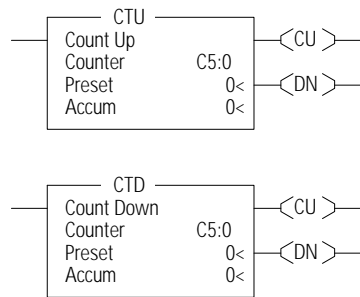 CTU
Count Up CU
Counter C5:0
Preset 0< DN
Accum 0<
CTD
Count Down CU
Counter C5:0
Preset 0< DN
Accum 0<